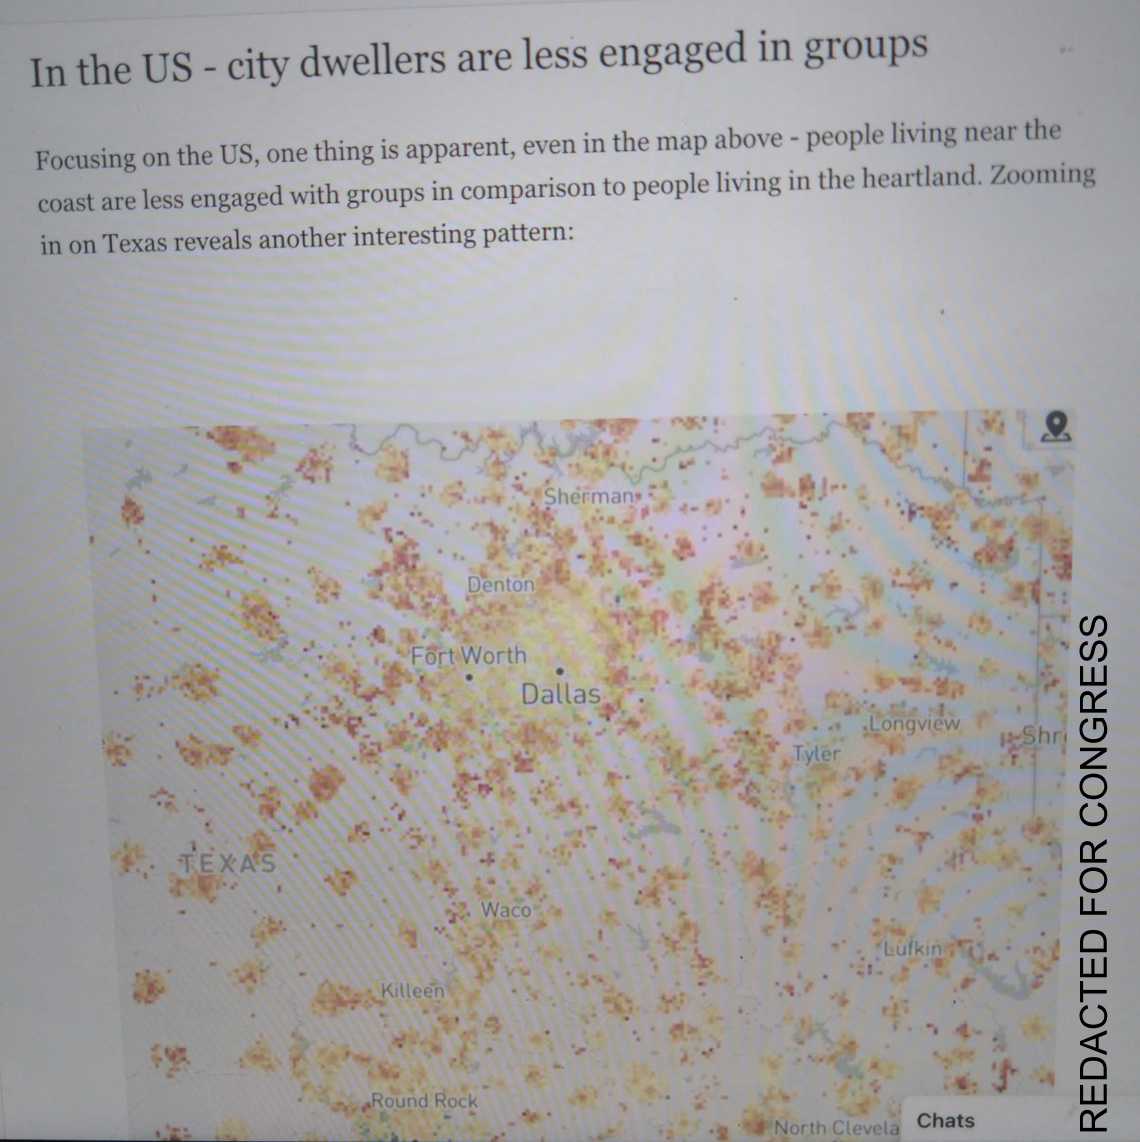 In the US - city dwellers are less engaged in groups
Focusing on the US, one thing is apparent, even in the map above - people living near the
coast are less engaged with groups in comparison to people living in the heartland. Zooming
in on Texas reveals another interesting pattern:
Sherman
Denton
Fort Worth
Dallas
Longview
Shr
Tyler
TEXAS
Waco
Lufkin
Killeen
Round Rock
North Clevela
Chats
REDACTED FOR CONGRESS